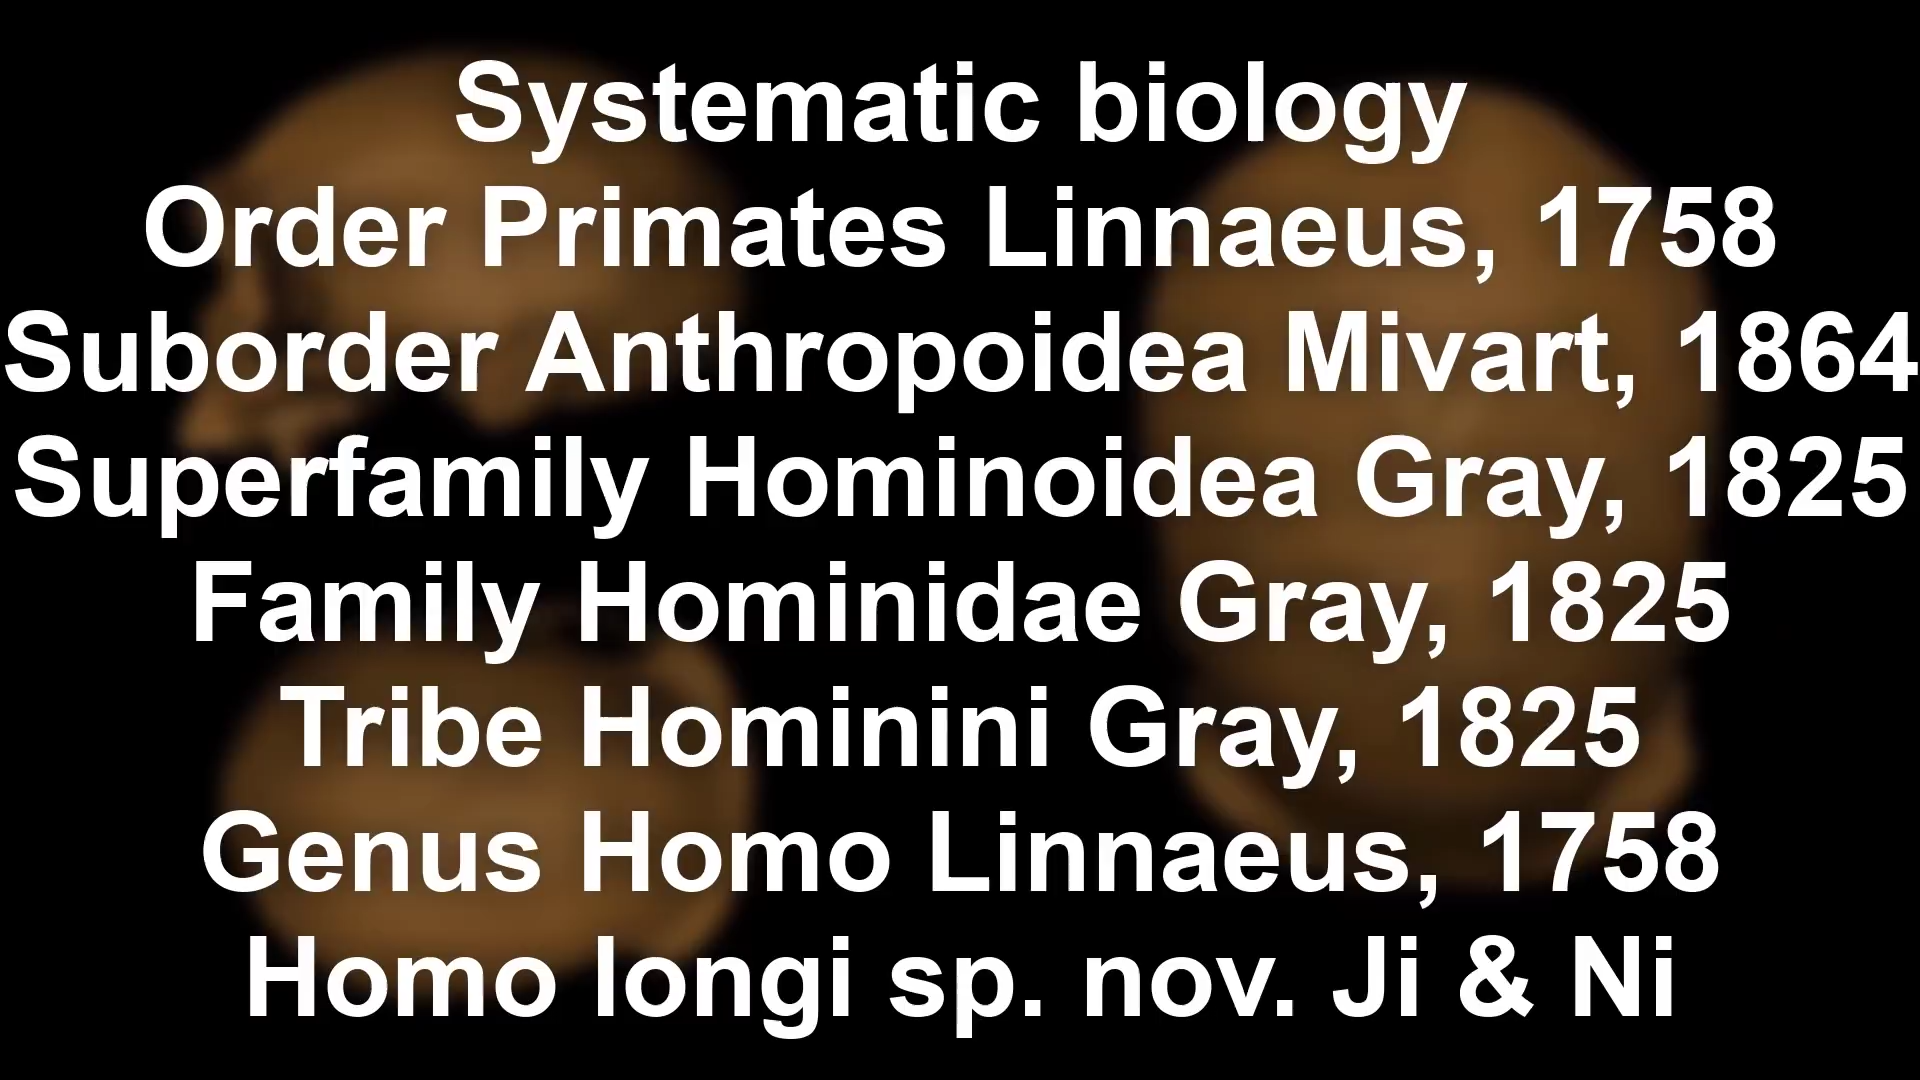 Systematic biology
Order Primates Linnaeus, 1758
Suborder Anthropoidea Mivart, 1864
Superfamily Hominoidea Gray, 1825
Family Hominidae Gray, 1825
Tribe Hominini Gray, 1825
Genus Homo Linnaeus, 1758
Homo longi sp. nov. Ji & Ni